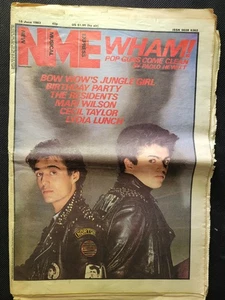 NME
WHAM!
POP GUNS COME CLEAN
BOW WOW'S JUNGLE GIRL
BIRTHDAY PARTY
THE RESIDENTS
MARI WILSON
CECIL TAYLOR
LYDIA LUNCH